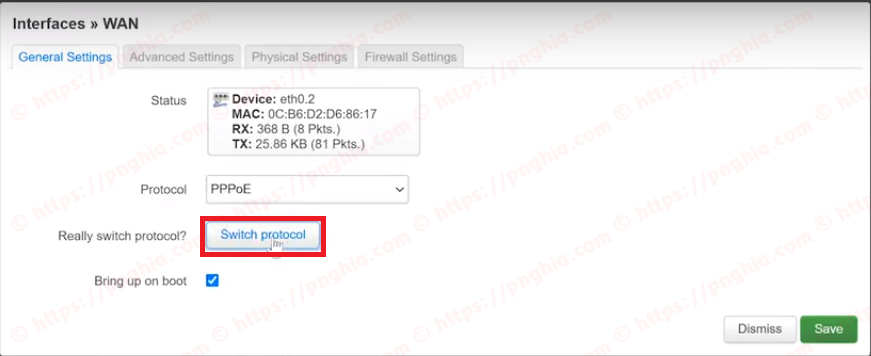 Interfaces » WAN
General Settings Advanced Settings Physical Settings Firewall Settings
Status
Device: eth0.2
MAC: 0C:B6:D2:D6:86:17
RX: 368 B (8 Pkts.)
TX: 25.86 KB (81 Pkts.)
Protocol PPPoE
Really switch protocol? Switch protocol
Bring up on boot
Dismiss Save
© https://pnghia.com